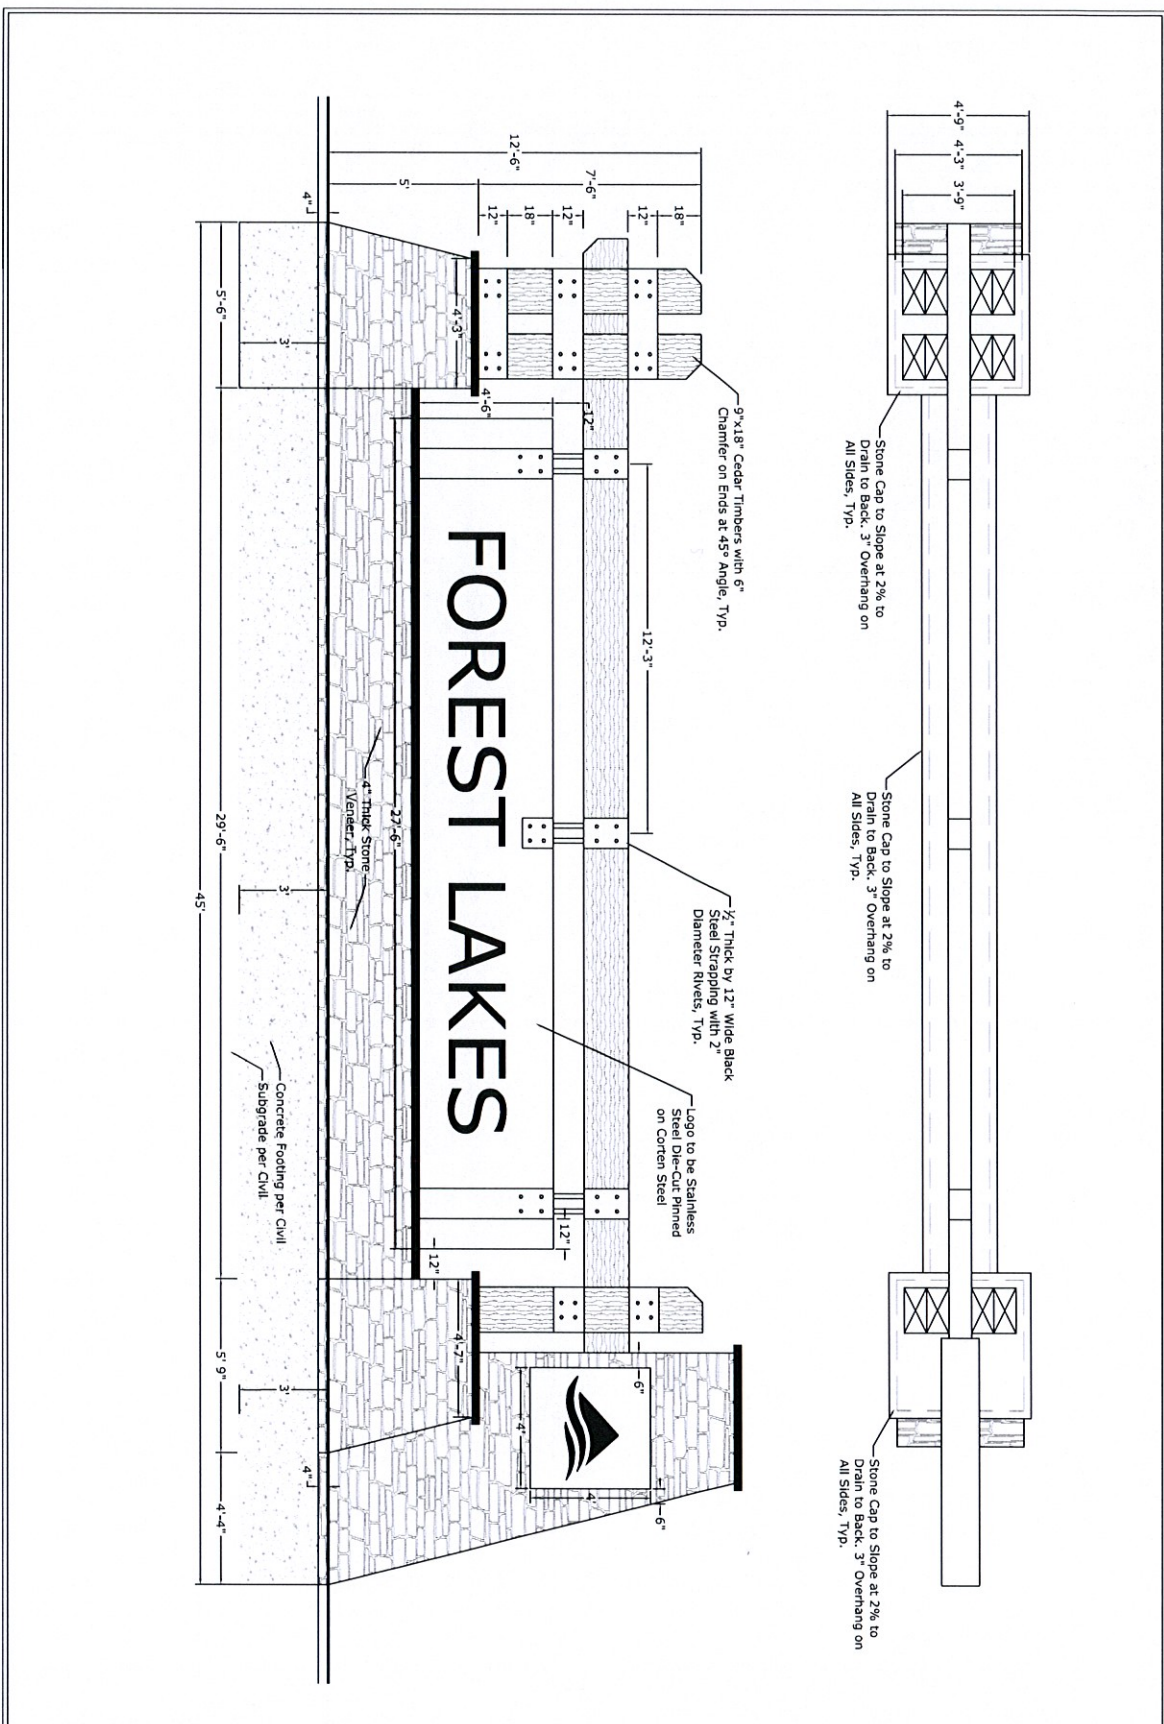 4'-9"
4'-3"
3'-9"
Stone Cap to Slope at 2% to
Drain to Back. 3" Overhang on
All Sides, Typ.
Stone Cap to Slope at 2% to
Drain to Back. 3" Overhang on
All Sides, Typ.
Stone Cap to Slope at 2% to
Drain to Back. 3" Overhang on
All Sides, Typ.
9"x18" Cedar Timbers with 6"
Chamfer on Ends at 45° Angle, Typ.
½" Thick by 12" Wide Black
Steel Strapping with 2"
Diameter Rivets, Typ.
Logo to be Stainless
Steel Die-Cut Pinned
on Corten Steel
12'-6"
7'-6"
5'
18"
12"
12"
18"
12"
12'-3"
12"
4'-6"
12"
12"
6"
6"
4'
4'
FOREST LAKES
4'-3"
4'-7"
27'-6"
4" Thick Stone
Veneer, Typ.
4"
4"
3'
3'
3'
Concrete Footing per Civil
Subgrade per Civil
5'-6"
29'-6"
5' 9"
4'-4"
45'